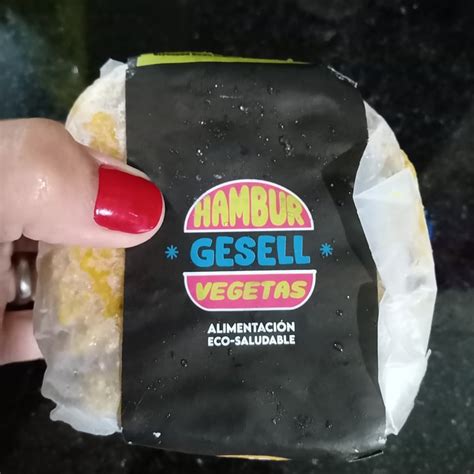 HAMBUR
* GESELL *
VEGETAS
ALIMENTACIÓN
ECO-SALUDABLE